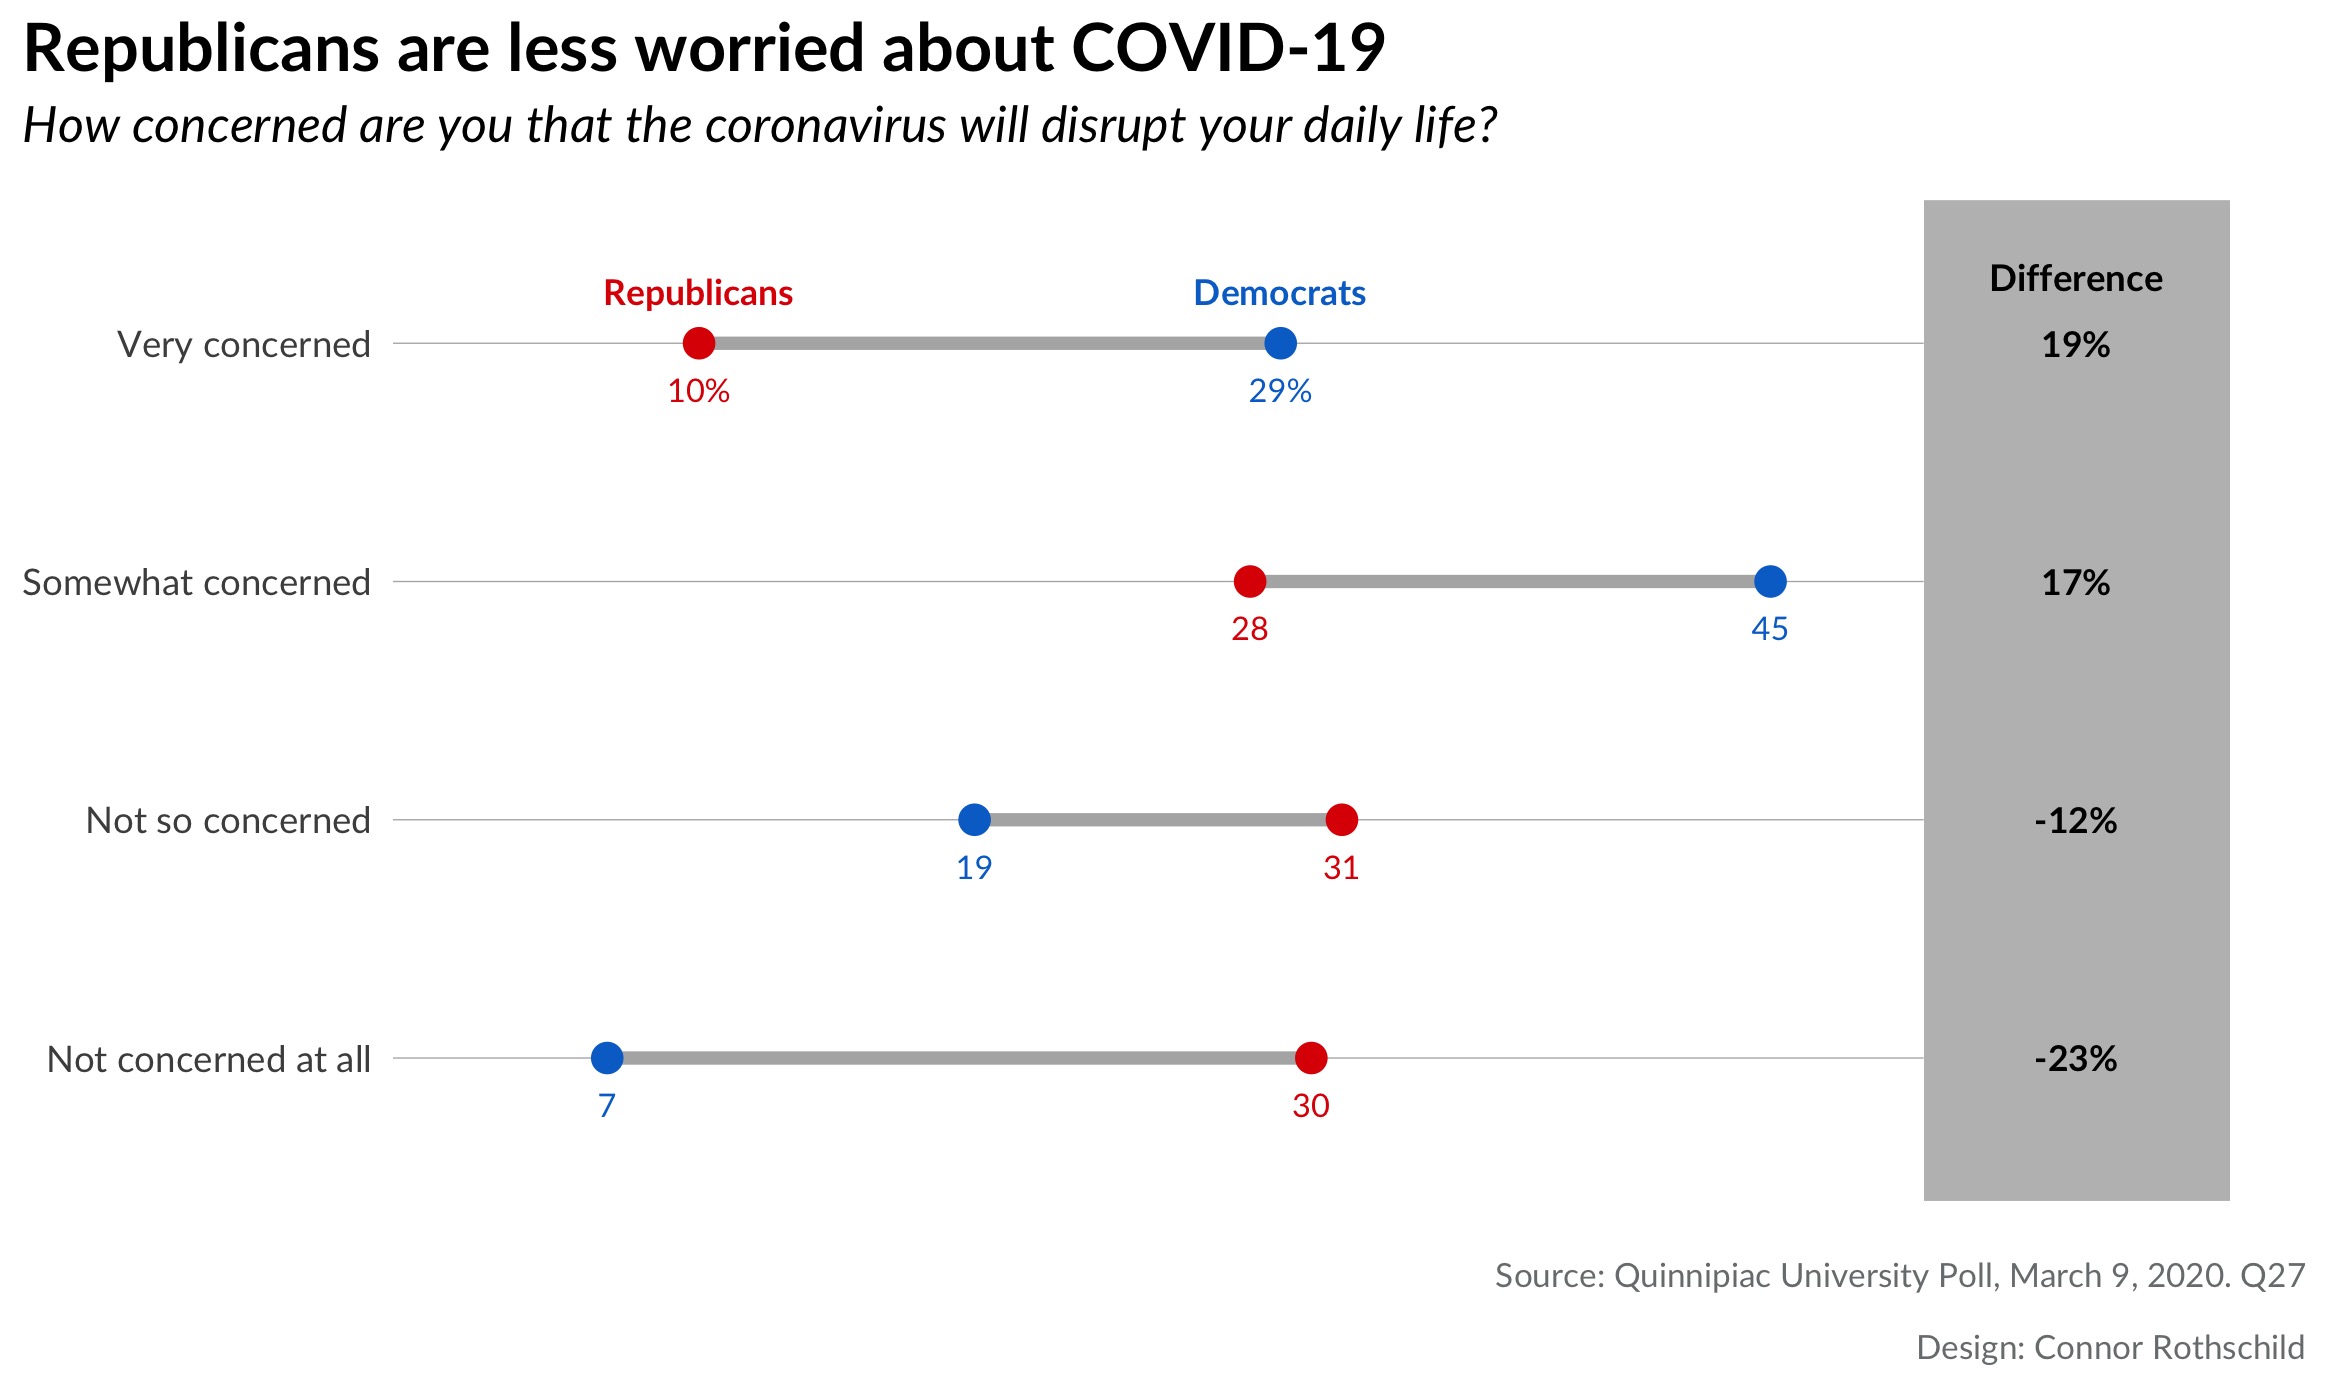 Republicans are less worried about COVID-19
How concerned are you that the coronavirus will disrupt your daily life?
Republicans Democrats Difference
Very concerned 19%
10% 29%
Somewhat concerned 17%
28 45
Not so concerned -12%
19 31
Not concerned at all -23%
7 30
Source: Quinnipiac University Poll, March 9, 2020. Q27
Design: Connor Rothschild